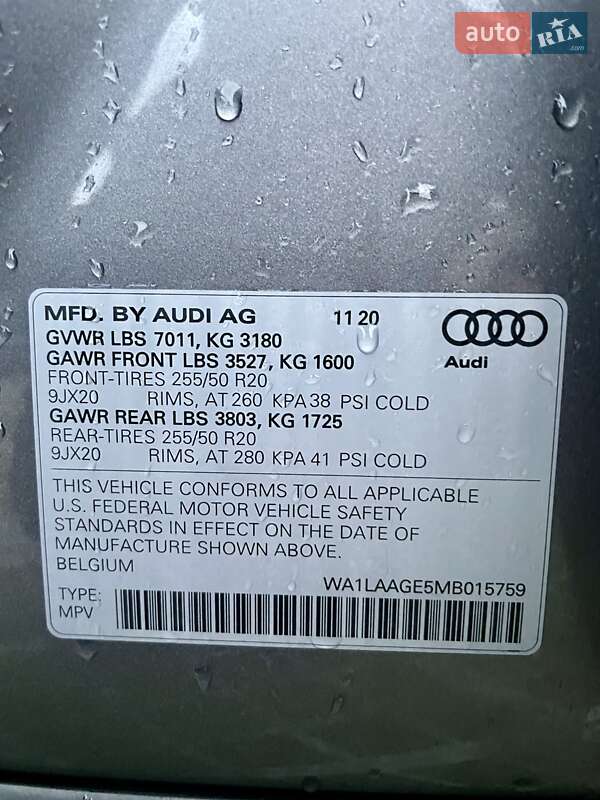 auto RIA .com
MFD. BY AUDI AG 11 20
GVWR LBS 7011, KG 3180
GAWR FRONT LBS 3527, KG 1600
FRONT-TIRES 255/50 R20
9JX20 RIMS, AT 260 KPA 38 PSI COLD
GAWR REAR LBS 3803, KG 1725
REAR-TIRES 255/50 R20
9JX20 RIMS, AT 280 KPA 41 PSI COLD
Audi
THIS VEHICLE CONFORMS TO ALL APPLICABLE
U.S. FEDERAL MOTOR VEHICLE SAFETY
STANDARDS IN EFFECT ON THE DATE OF
MANUFACTURE SHOWN ABOVE.
BELGIUM
WA1LAAGE5MB015759
TYPE:
MPV